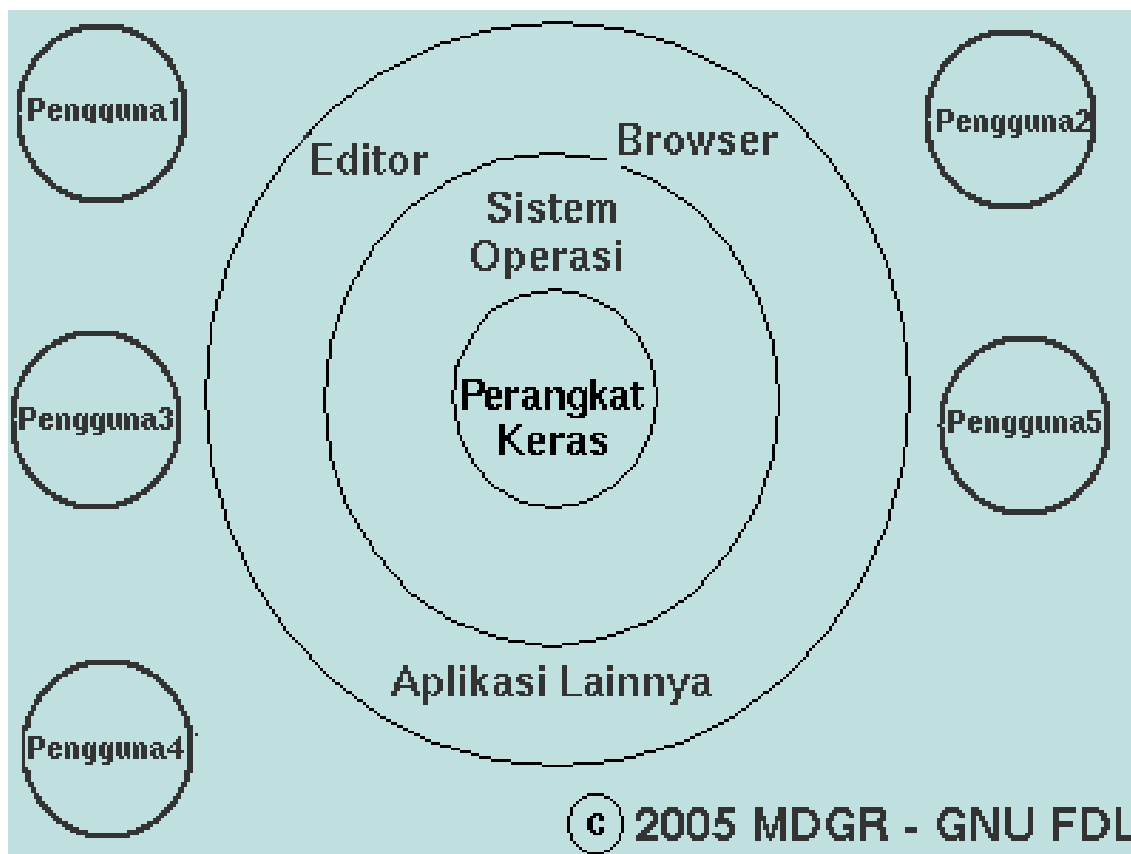 Pengguna1
Pengguna2
Editor
Browser
Sistem
Operasi
Perangkat
Keras
Pengguna3
Pengguna5
Aplikasi Lainnya
Pengguna4
c 2005 MDGR - GNU FDL